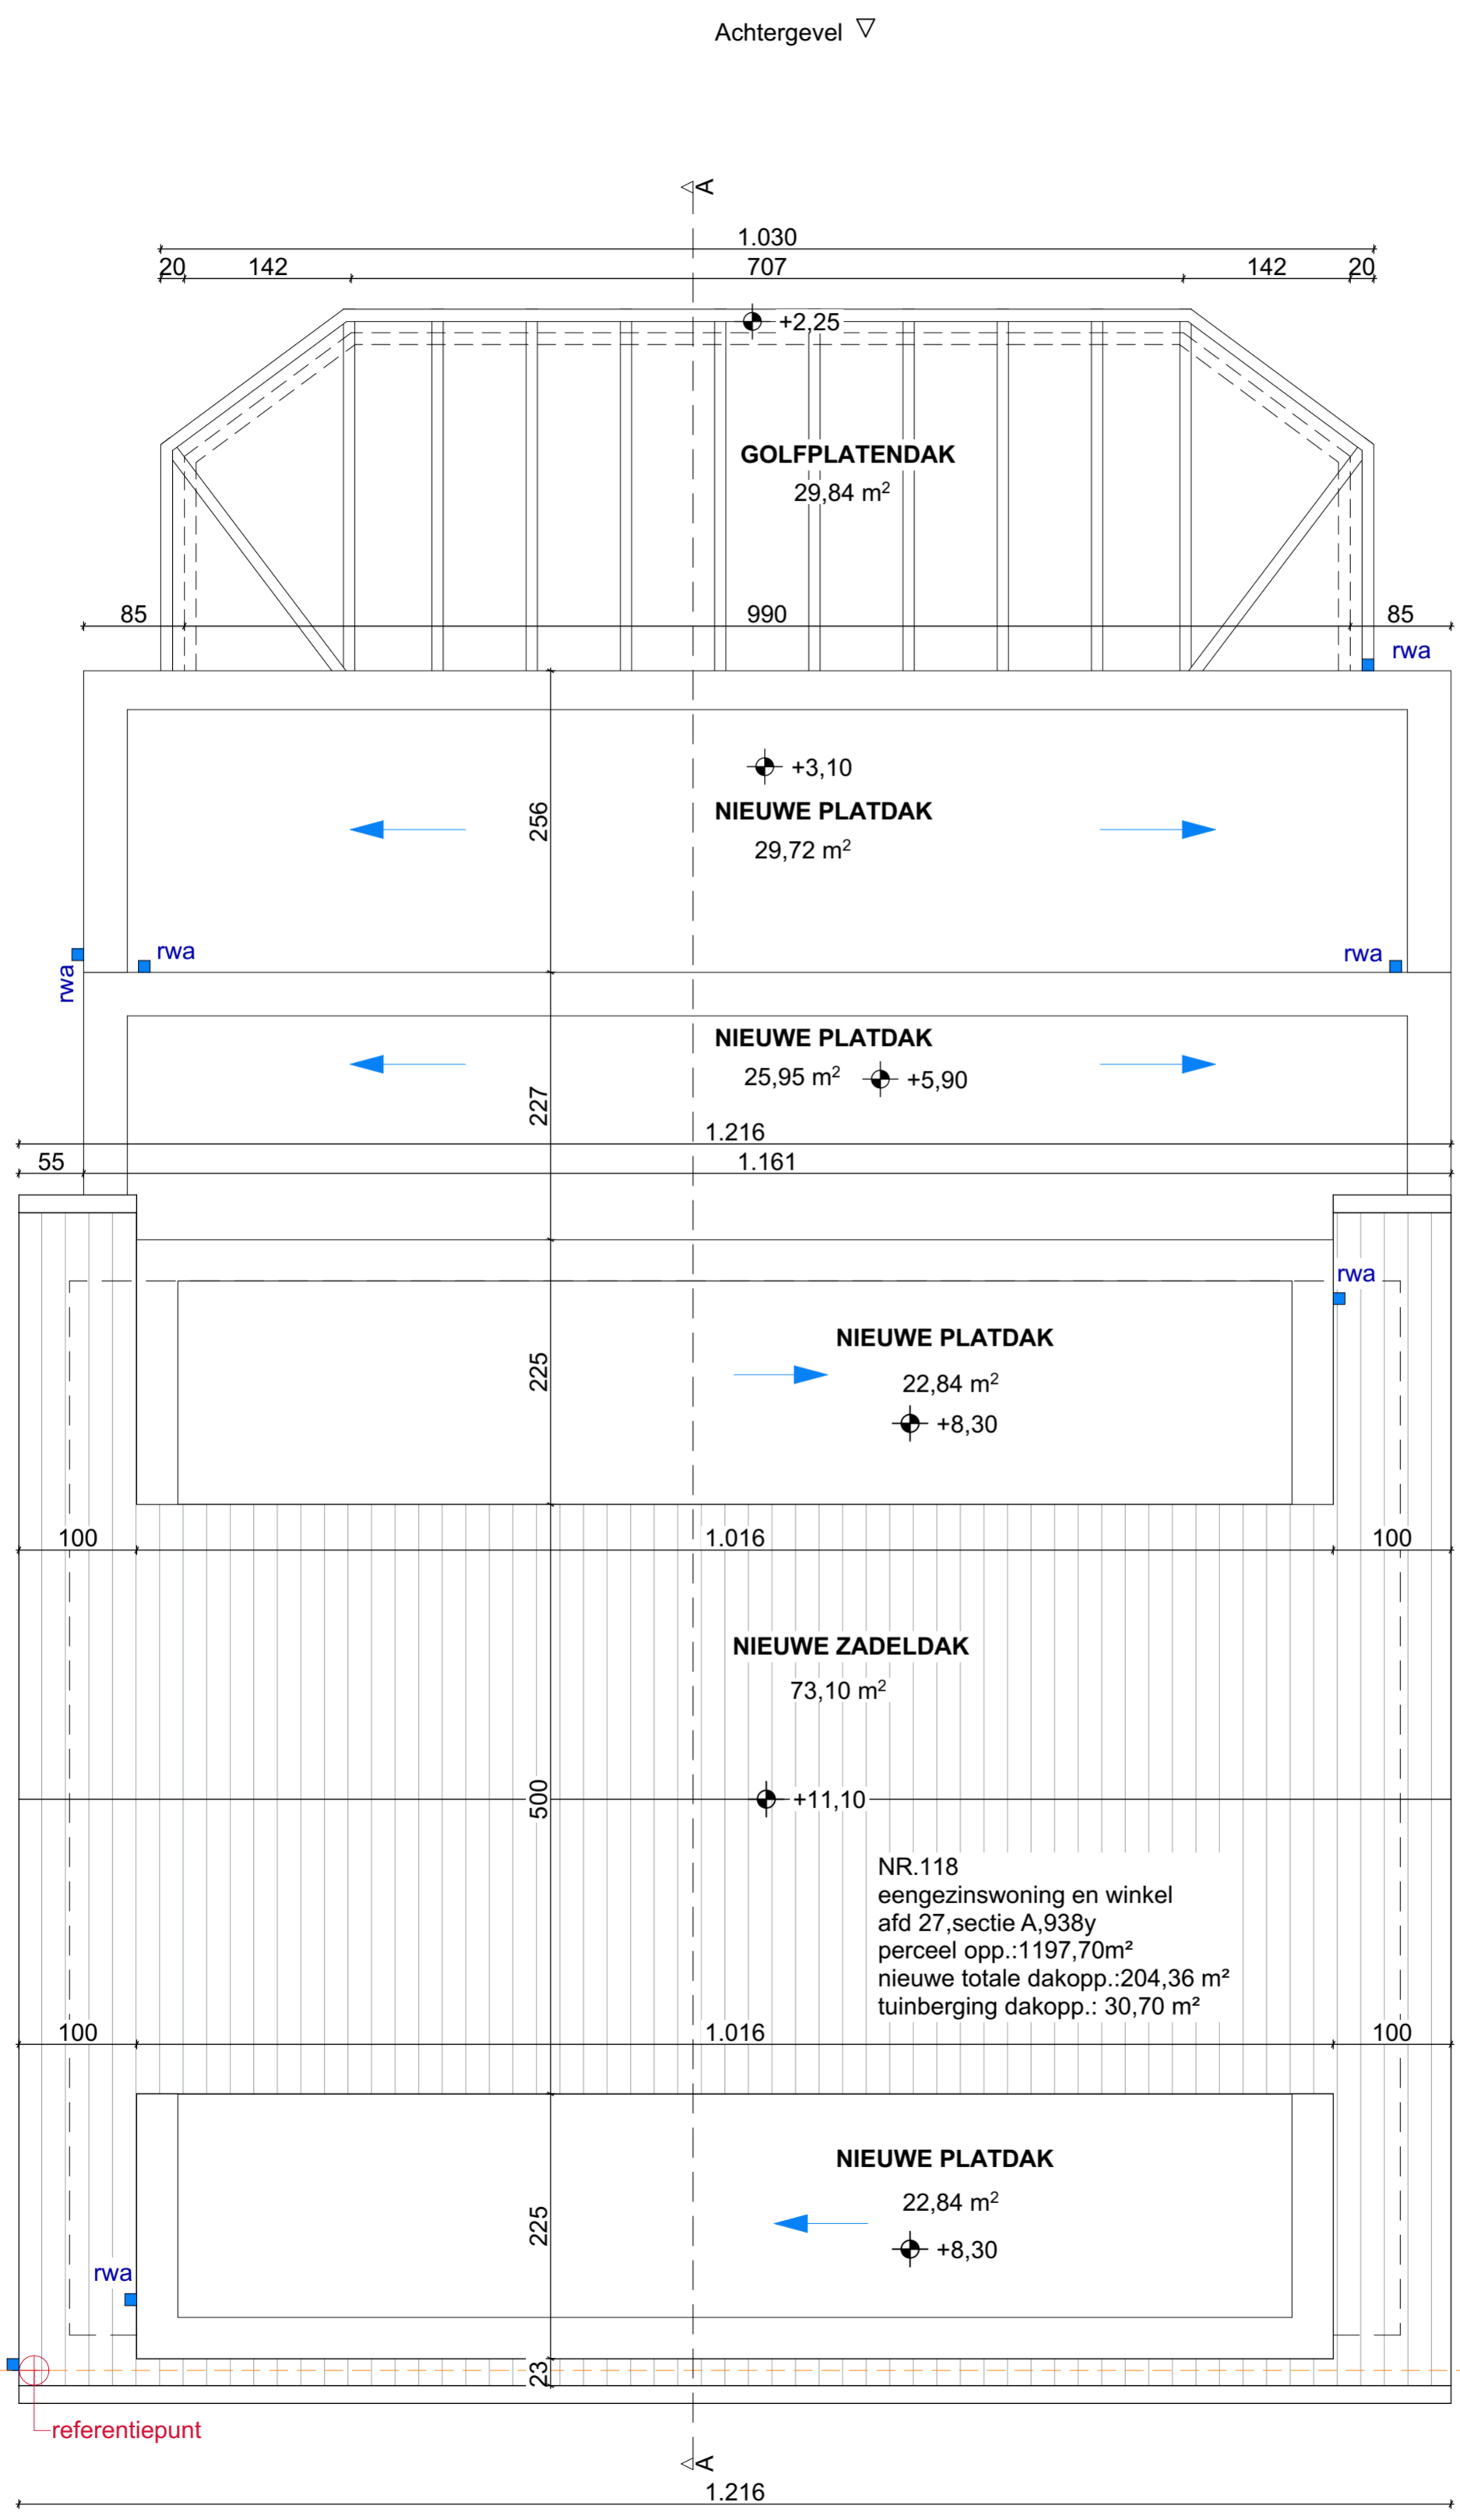 Achtergevel
A
1.030
20 142 707 142 20
+2,25
GOLFPLATENDAK
29,84 m²
85 990 85
rwa
+3,10
256
NIEUWE PLATDAK
29,72 m²
rwa
rwa
rwa
NIEUWE PLATDAK
25,95 m²
+5,90
227
1.216
55 1.161
rwa
NIEUWE PLATDAK
225
22,84 m²
+8,30
100 1.016 100
NIEUWE ZADELDAK
73,10 m²
500
+11,10
NR.118
eengezinswoning en winkel
afd 27,sectie A,938y
perceel opp.:1197,70m²
nieuwe totale dakopp.:204,36 m²
tuinberging dakopp.: 30,70 m²
100 1.016 100
NIEUWE PLATDAK
22,84 m²
225
+8,30
rwa
23
referentiepunt
A
1.216